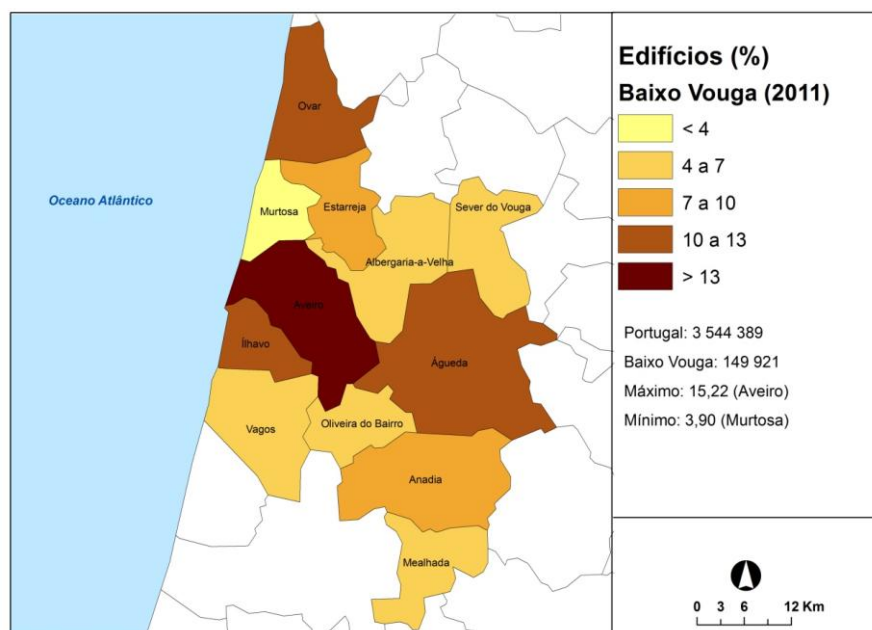 Edifícios (%)
Baixo Vouga (2011)
< 4
4 a 7
7 a 10
10 a 13
> 13
Portugal: 3 544 389
Baixo Vouga: 149 921
Máximo: 15,22 (Aveiro)
Mínimo: 3,90 (Murtosa)
Oceano Atlântico
Ovar
Murtosa
Estarreja
Sever do Vouga
Albergaria-a-Velha
Aveiro
Ílhavo
Águeda
Vagos
Oliveira do Bairro
Anadia
Mealhada
0 3 6 12 Km